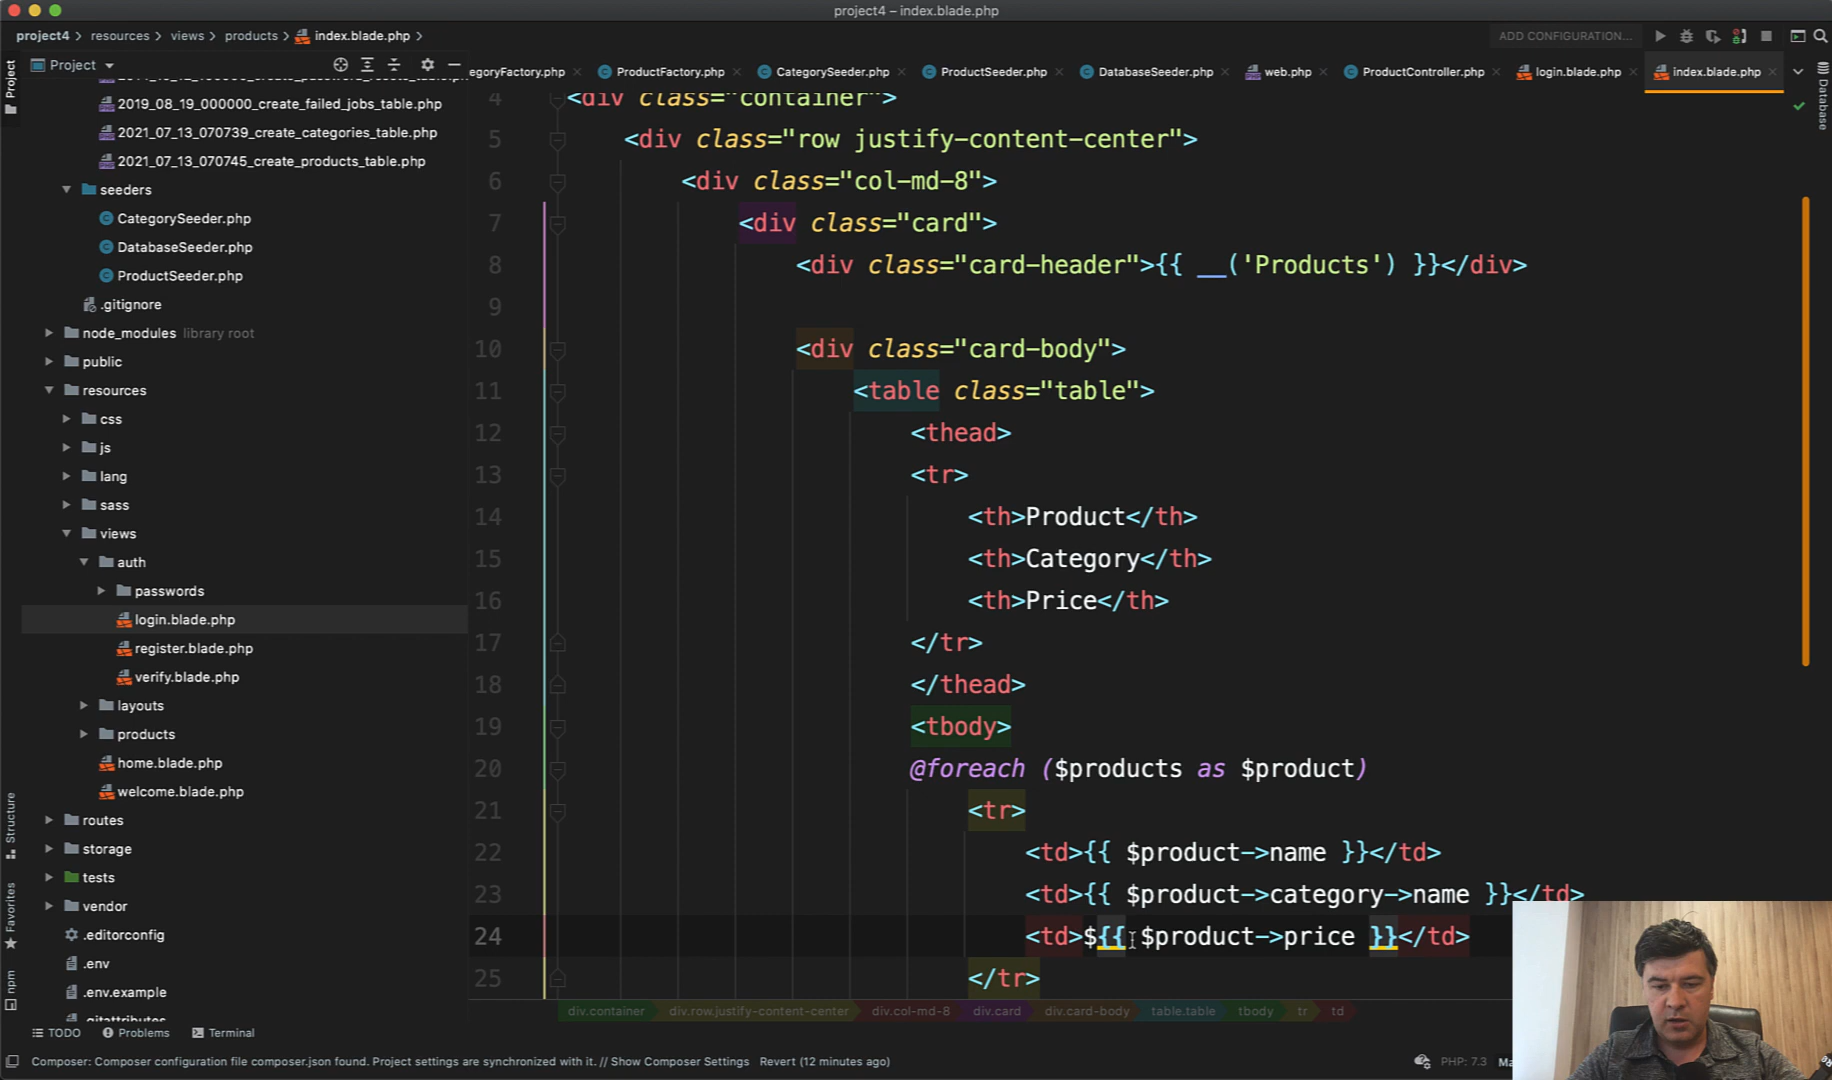 project4 – index.blade.php
project4 resources views products index.blade.php
ADD CONFIGURATION...
Project
egoryFactory.php ProductFactory.php CategorySeeder.php ProductSeeder.php DatabaseSeeder.php web.php ProductController.php login.blade.php index.blade.php
Project
Database
2019_08_19_000000_create_failed_jobs_table.php
2021_07_13_070739_create_categories_table.php
2021_07_13_070745_create_products_table.php
seeders
CategorySeeder.php
DatabaseSeeder.php
ProductSeeder.php
.gitignore
node_modules library root
public
resources
css
js
lang
sass
views
auth
passwords
login.blade.php
register.blade.php
verify.blade.php
layouts
products
home.blade.php
welcome.blade.php
routes
storage
tests
vendor
.editorconfig
.env
.env.example
.gitattributes
Structure
Favorites
npm
4 <div class="container">
5 <div class="row justify-content-center">
6 <div class="col-md-8">
7 <div class="card">
8 <div class="card-header">{{ __('Products') }}</div>
9
10 <div class="card-body">
11 <table class="table">
12 <thead>
13 <tr>
14 <th>Product</th>
15 <th>Category</th>
16 <th>Price</th>
17 </tr>
18 </thead>
19 <tbody>
20 @foreach ($products as $product)
21 <tr>
22 <td>{{ $product->name }}</td>
23 <td>{{ $product->category->name }}</td>
24 <td>${{ $product->price }}</td>
25 </tr>
div.container div.row.justify-content-center div.col-md-8 div.card div.card-body table.table tbody tr td
TODO Problems Terminal
Composer: Composer configuration file composer.json found. Project settings are synchronized with it. // Show Composer Settings Revert (12 minutes ago)
PHP: 7.3